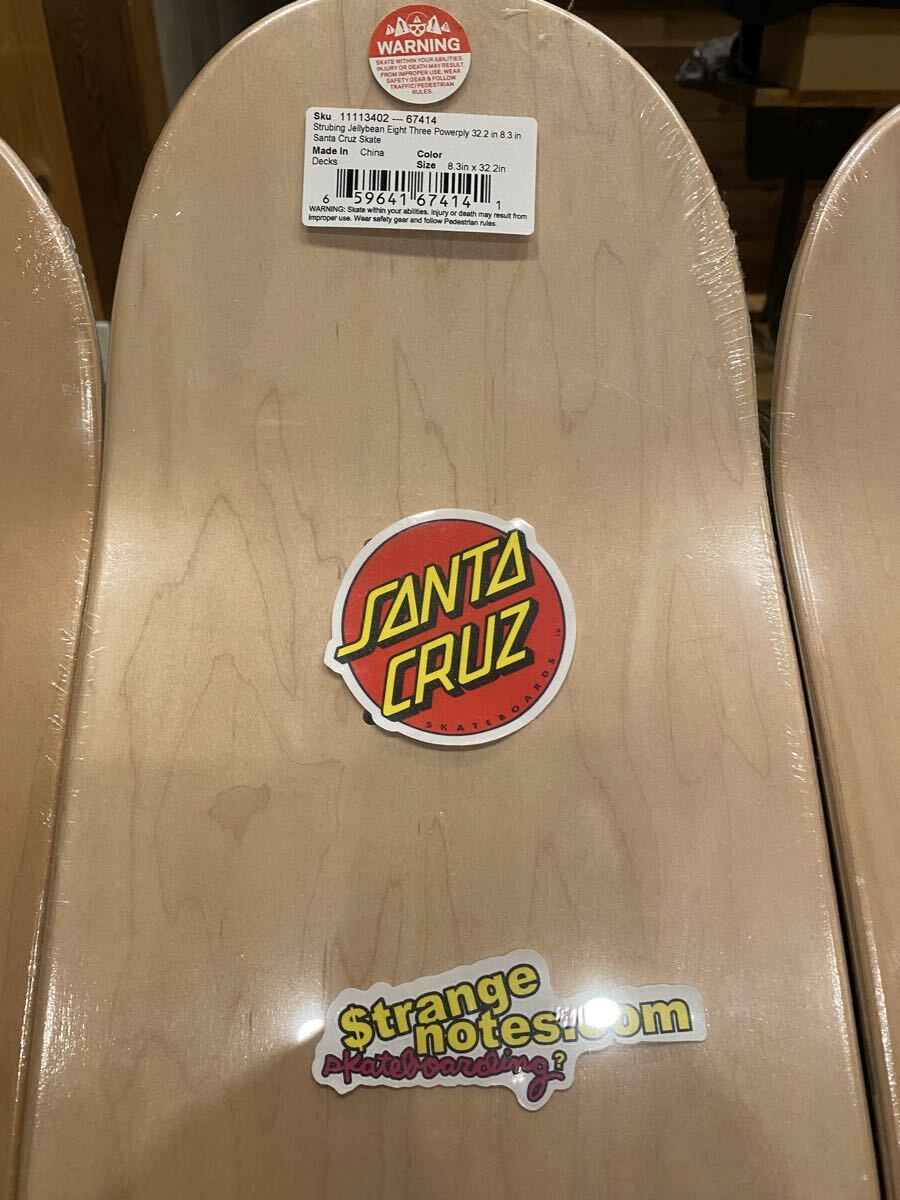 WARNING
SKATE WITHIN YOUR ABILITIES.
INJURY OR DEATH MAY RESULT
FROM IMPROPER USE. WEAR
SAFETY GEAR & FOLLOW
TRAFFIC/PEDESTRIAN
RULES.
Sku 11113402 --- 67414
Strubing Jellybean Eight Three Powerply 32.2 in 8.3 in
Santa Cruz Skate
Made In China Color
Decks Size 8.3in x 32.2in
6 59641 67414 1
WARNING: Skate within your abilities. Injury or death may result from
improper use. Wear safety gear and follow Pedestrian rules.
SANTA
CRUZ
SKATEBOARDS
$trange
notes.com
skateboarding?